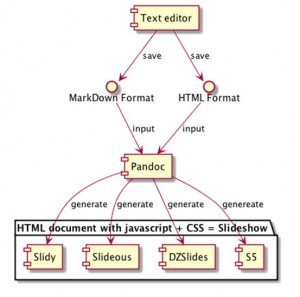 Text editor
save save
MarkDown Format HTML Format
input input
Pandoc
generate generate generate genereate
HTML document with javascript + CSS = Slideshow
Slidy Slideous DZSlides S5